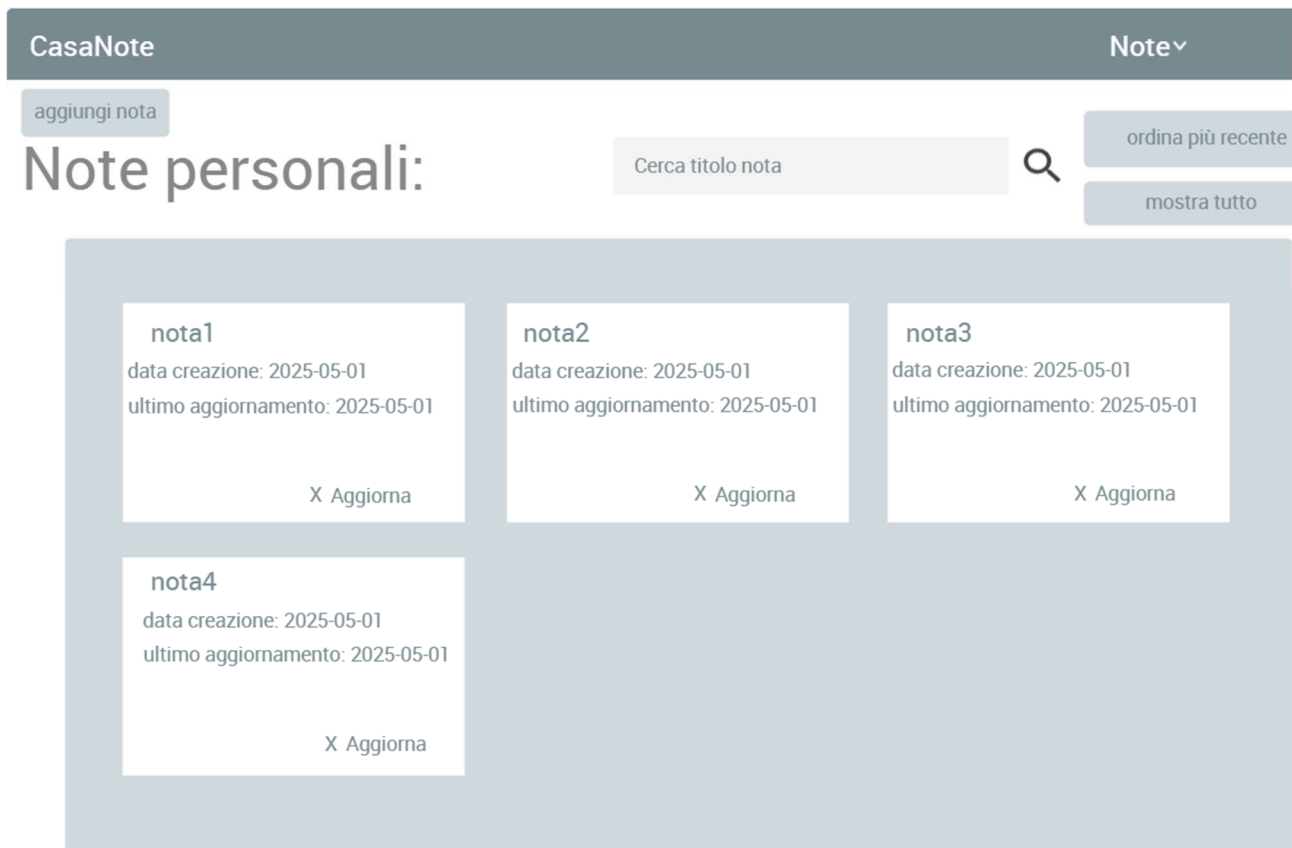 CasaNote
Note
aggiungi nota
Note personali:
Cerca titolo nota
ordina più recente
mostra tutto
nota1
data creazione: 2025-05-01
ultimo aggiornamento: 2025-05-01
X Aggiorna
nota2
data creazione: 2025-05-01
ultimo aggiornamento: 2025-05-01
X Aggiorna
nota3
data creazione: 2025-05-01
ultimo aggiornamento: 2025-05-01
X Aggiorna
nota4
data creazione: 2025-05-01
ultimo aggiornamento: 2025-05-01
X Aggiorna